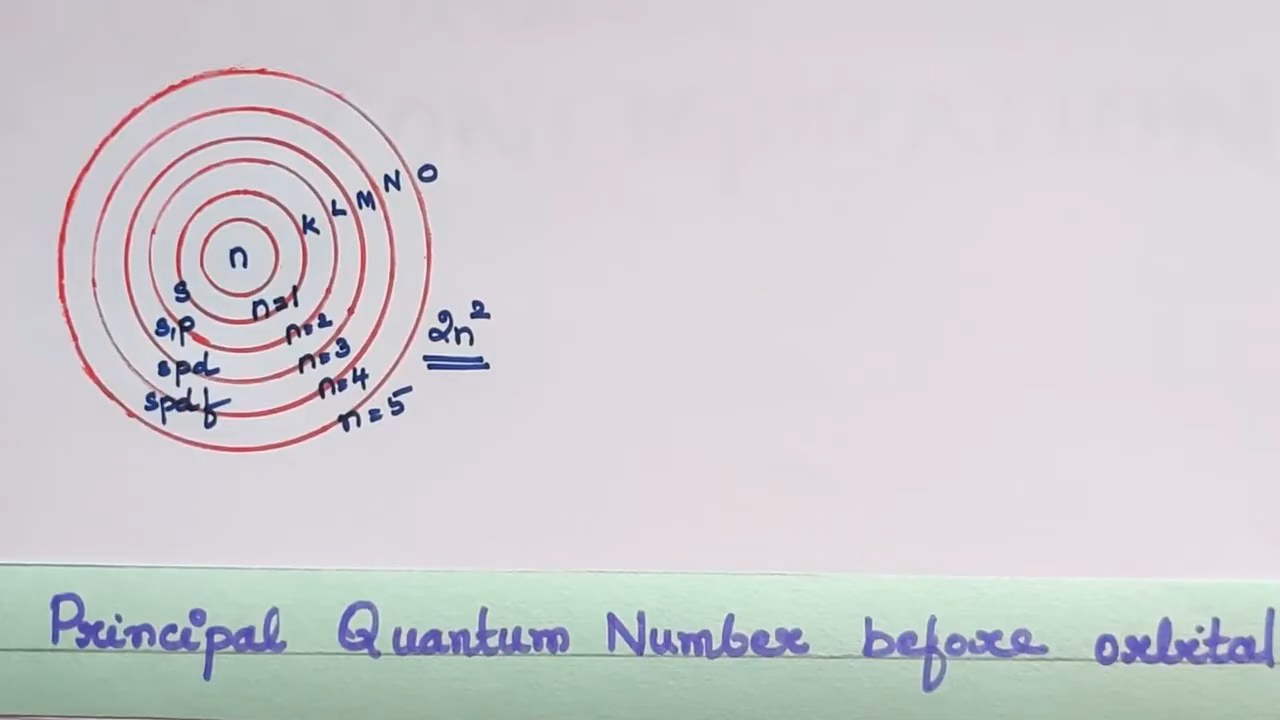 n
K L M N O
s n=1
s,p n=2
spd n=3
spdf n=4
n=5
2n²
Principal Quantum Number before orbital